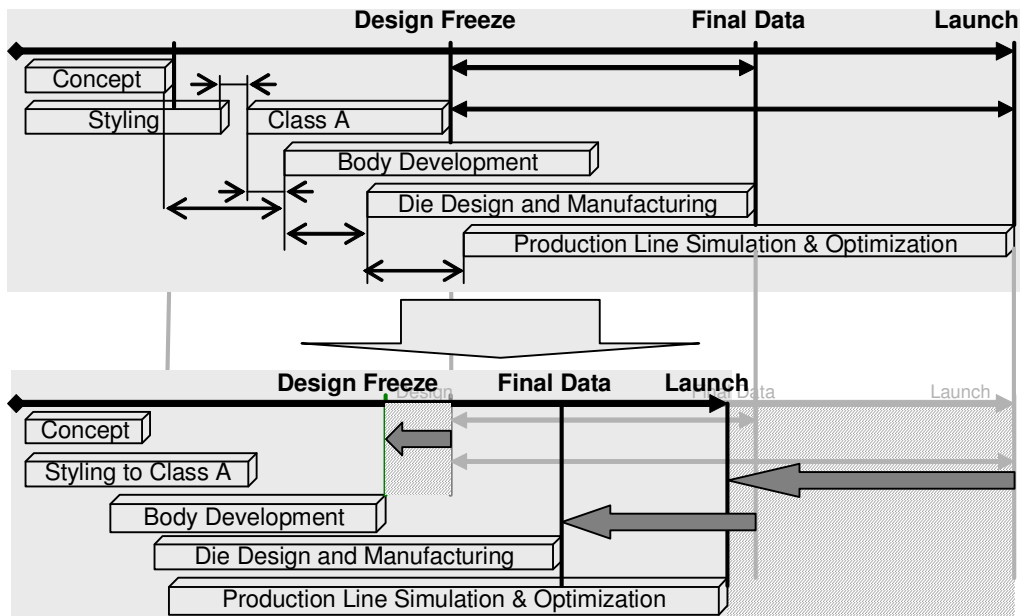 Design Freeze
Final Data
Launch
Concept
Styling
Class A
Body Development
Die Design and Manufacturing
Production Line Simulation & Optimization
Design Freeze
Final Data
Launch
Design
Final Data
Launch
Concept
Styling to Class A
Body Development
Die Design and Manufacturing
Production Line Simulation & Optimization